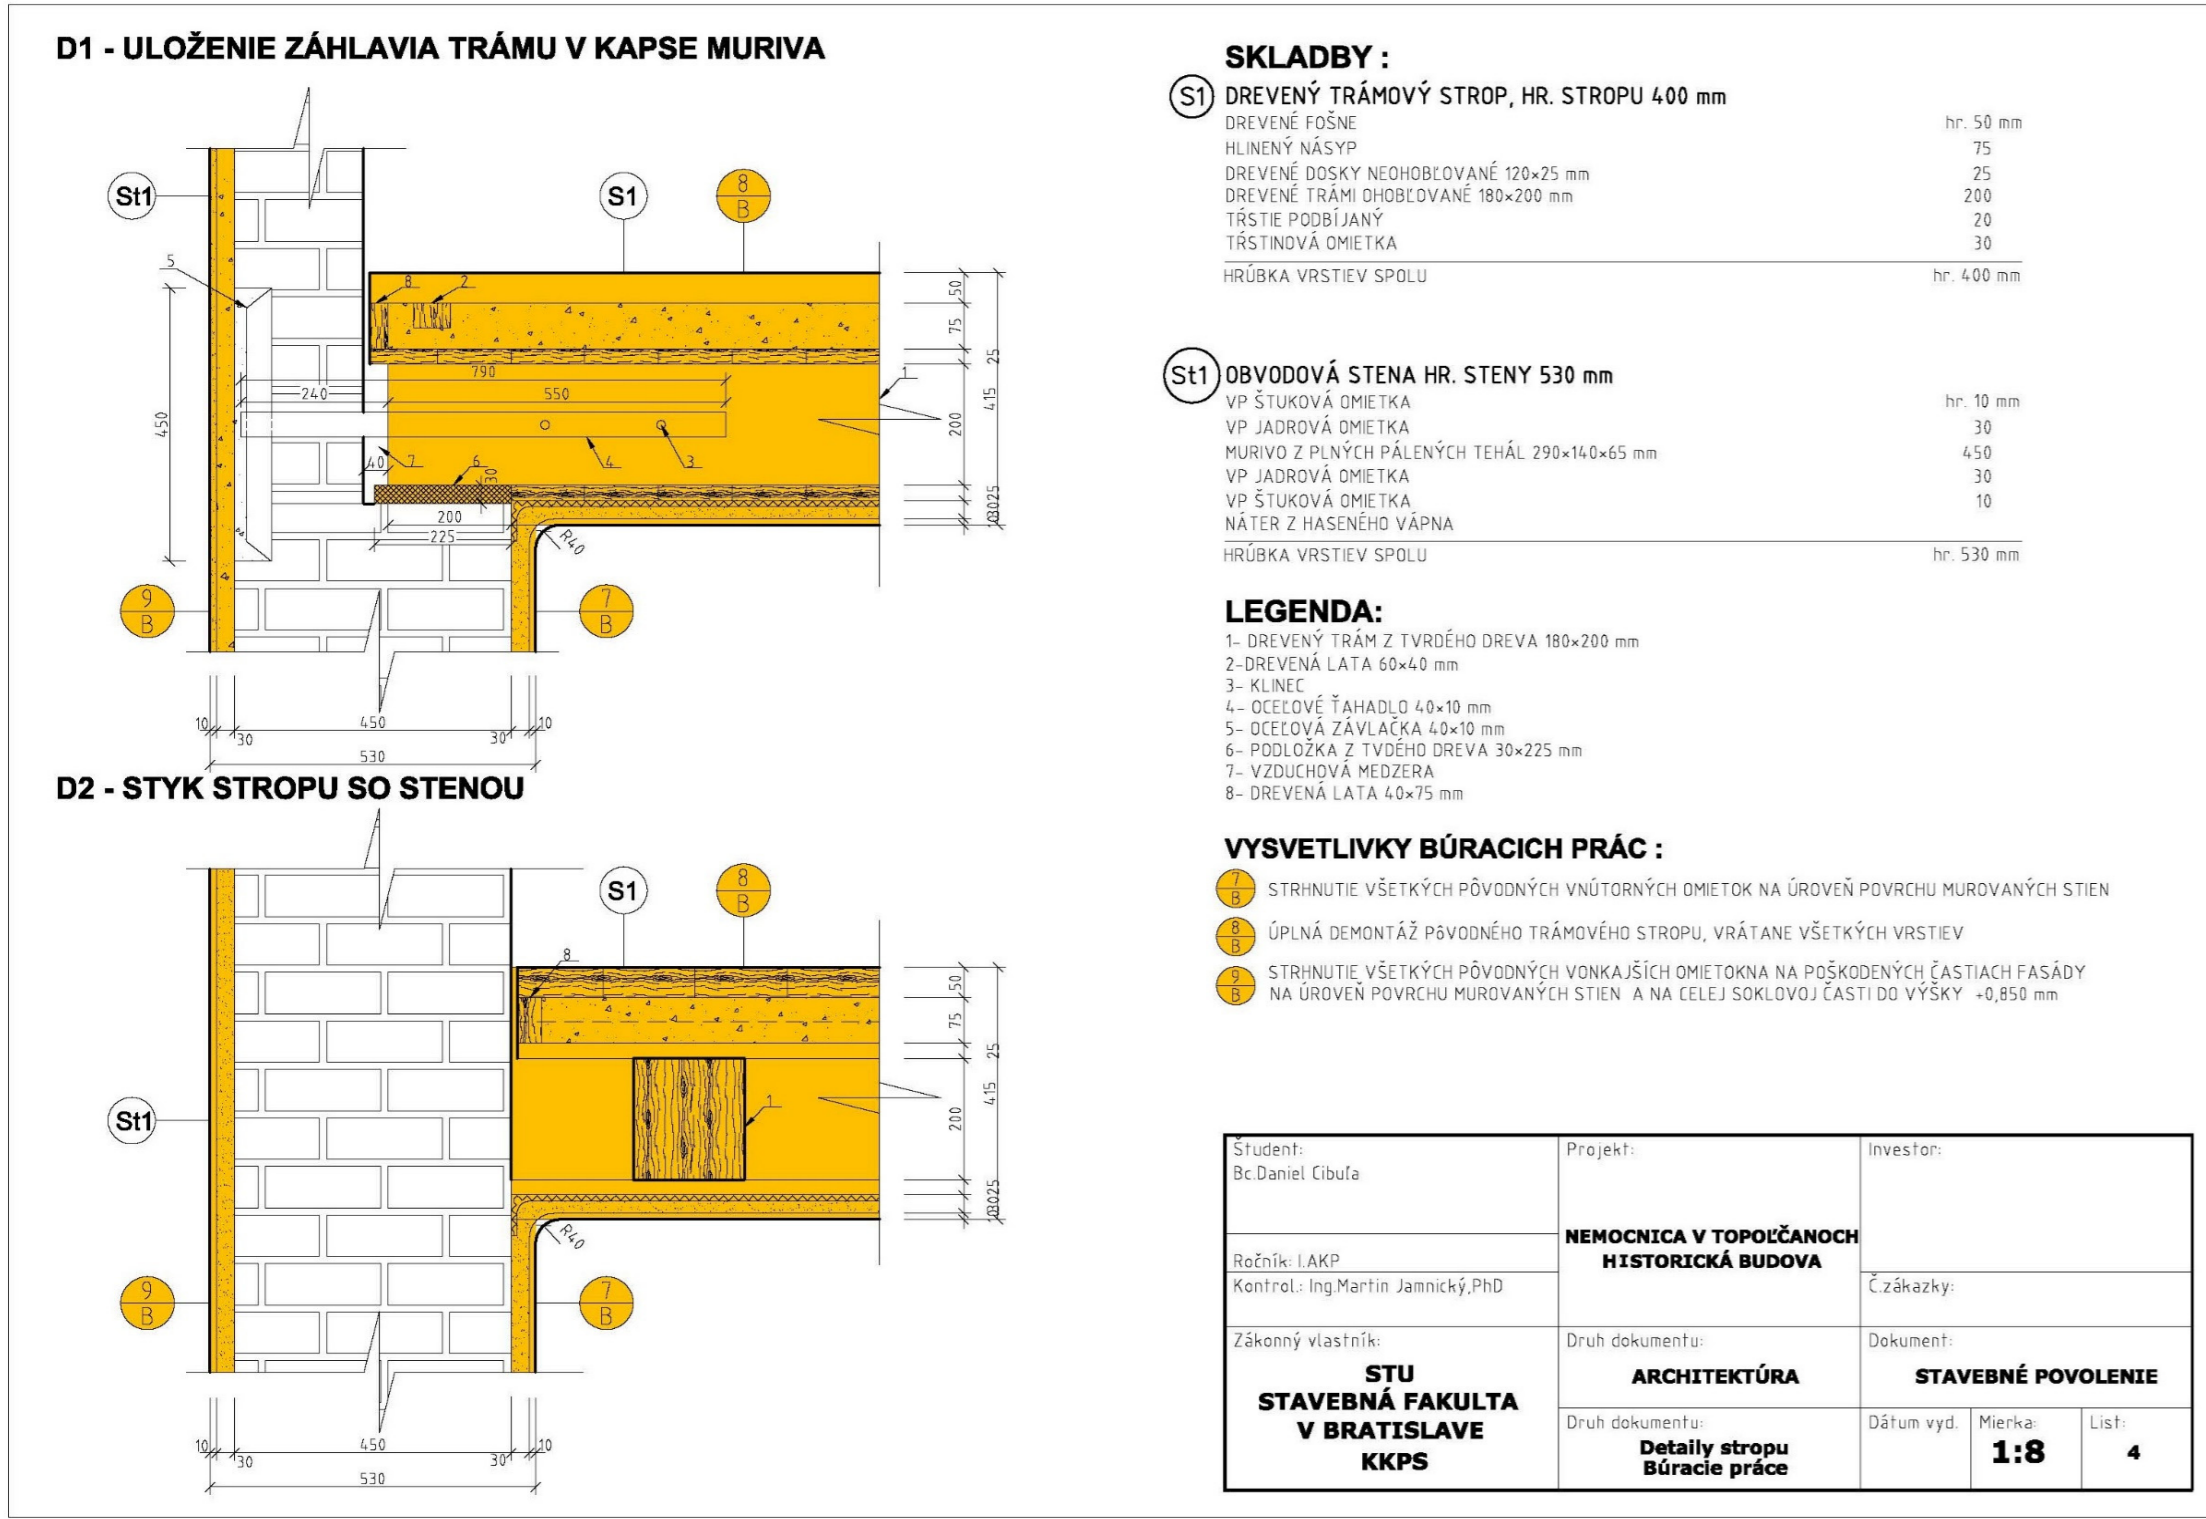 D1 - ULOŽENIE ZÁHLAVIA TRÁMU V KAPSE MURIVA
St1
S1
8
B
5
8
2
50
75
25
790
1
240
550
415
200
450
40
7
6
30
4
3
200
225
R40
10
30
25
9
B
7
B
10
30
450
30
10
530
D2 - STYK STROPU SO STENOU
S1
8
B
8
50
75
25
St1
1
415
200
10
30
25
R40
9
B
7
B
10
30
450
30
10
530
SKLADBY :
S1 DREVENÝ TRÁMOVÝ STROP, HR. STROPU 400 mm
DREVENÉ FOŠNE hr. 50 mm
HLINENÝ NÁSYP 75
DREVENÉ DOSKY NEOHOBĽOVANÉ 120×25 mm 25
DREVENÉ TRÁMI OHOBĽOVANÉ 180×200 mm 200
TŔSTIE PODBÍJANÝ 20
TŔSTINOVÁ OMIETKA 30
HRÚBKA VRSTIEV SPOLU hr. 400 mm
St1 OBVODOVÁ STENA HR. STENY 530 mm
VP ŠTUKOVÁ OMIETKA hr. 10 mm
VP JADROVÁ OMIETKA 30
MURIVO Z PLNÝCH PÁLENÝCH TEHÁL 290×140×65 mm 450
VP JADROVÁ OMIETKA 30
VP ŠTUKOVÁ OMIETKA 10
NÁTER Z HASENÉHO VÁPNA
HRÚBKA VRSTIEV SPOLU hr. 530 mm
LEGENDA:
1- DREVENÝ TRÁM Z TVRDÉHO DREVA 180×200 mm
2-DREVENÁ LATA 60×40 mm
3- KLINEC
4- OCEĽOVÉ ŤAHADLO 40×10 mm
5- OCEĽOVÁ ZÁVLAČKA 40×10 mm
6- PODLOŽKA Z TVDÉHO DREVA 30×225 mm
7- VZDUCHOVÁ MEDZERA
8- DREVENÁ LATA 40×75 mm
VYSVETLIVKY BÚRACICH PRÁC :
7
B
STRHNUTIE VŠETKÝCH PÔVODNÝCH VNÚTORNÝCH OMIETOK NA ÚROVEŇ POVRCHU MUROVANÝCH STIEN
8
B
ÚPLNÁ DEMONTÁŽ PôVODNÉHO TRÁMOVÉHO STROPU, VRÁTANE VŠETKÝCH VRSTIEV
9
B
STRHNUTIE VŠETKÝCH PÔVODNÝCH VONKAJŠÍCH OMIETOKNA NA POŠKODENÝCH ČASTIACH FASÁDY
NA ÚROVEŇ POVRCHU MUROVANÝCH STIEN A NA CELEJ SOKLOVOJ ČASTI DO VÝŠKY +0,850 mm
Študent:
Bc.Daniel Cibuľa
Ročník: I.AKP
Kontrol.: Ing.Martin Jamnický,PhD
Projekt:
NEMOCNICA V TOPOĽČANOCH
HISTORICKÁ BUDOVA
Investor:
Č.zákazky:
Zákonný vlastník:
STU
STAVEBNÁ FAKULTA
V BRATISLAVE
KKPS
Druh dokumentu:
ARCHITEKTÚRA
Dokument:
STAVEBNÉ POVOLENIE
Druh dokumentu:
Detaily stropu
Búracie práce
Dátum vyd.
Mierka:
1:8
List:
4